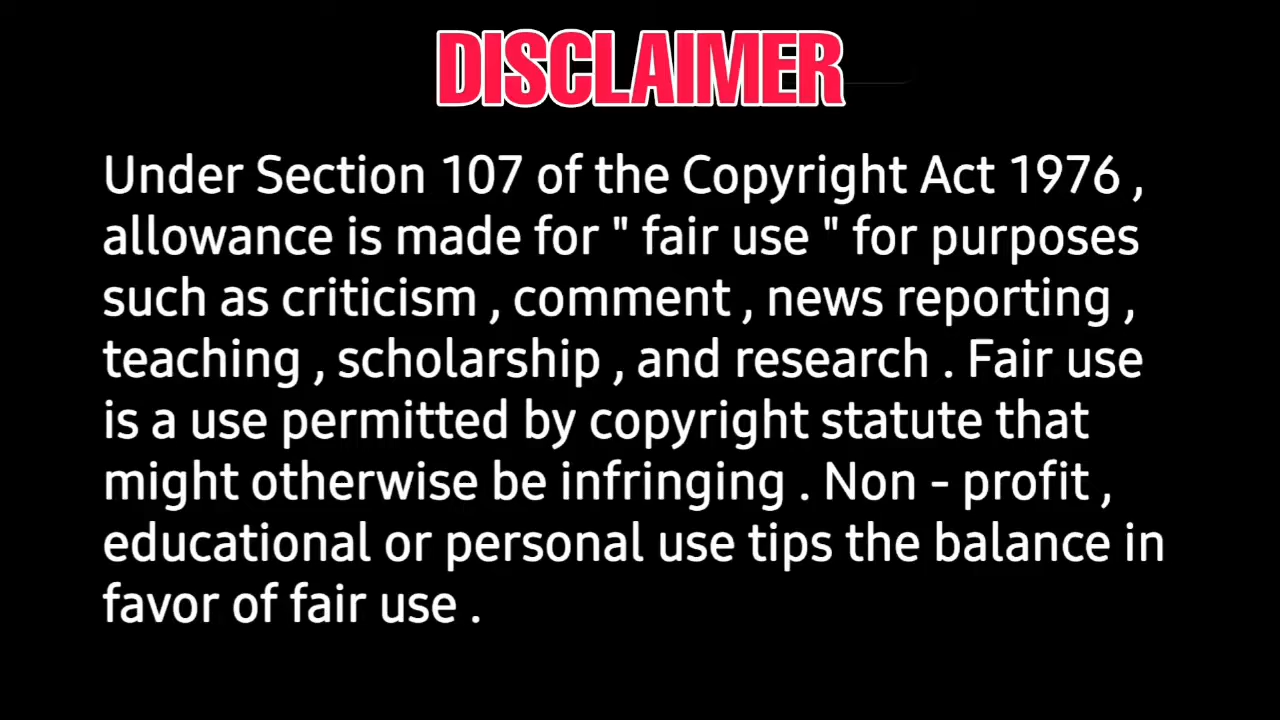 DISCLAIMER
Under Section 107 of the Copyright Act 1976 ,
allowance is made for " fair use " for purposes
such as criticism , comment , news reporting ,
teaching , scholarship , and research . Fair use
is a use permitted by copyright statute that
might otherwise be infringing . Non - profit ,
educational or personal use tips the balance in
favor of fair use .